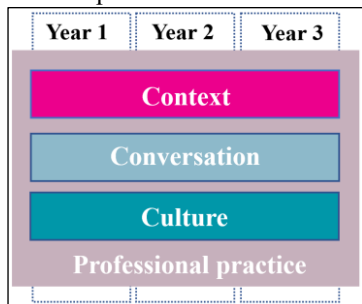 Year 1 Year 2 Year 3
Context
Conversation
Culture
Professional practice